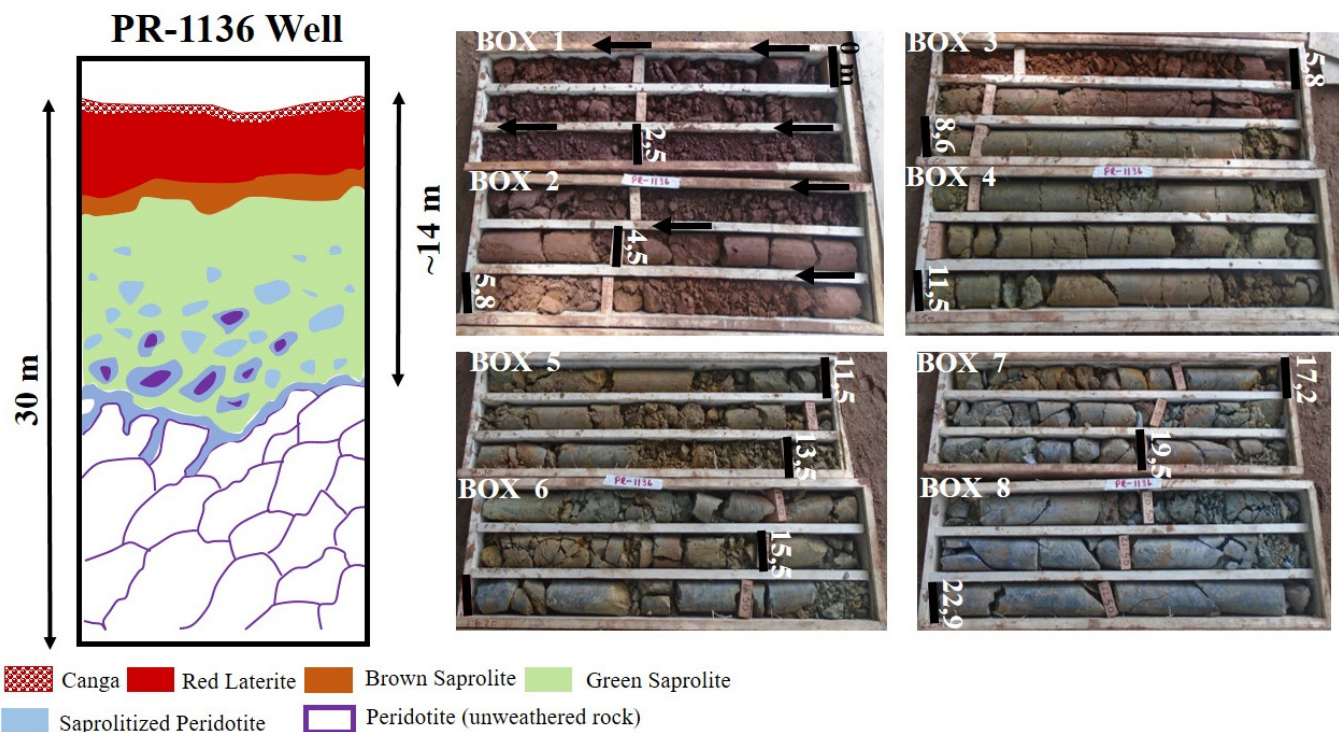 PR-1136 Well
30 m
~14 m
BOX 1
0 m
2,5
BOX 2
PR-1136
4,5
5,8
BOX 3
5,8
8,6
PR-1136
BOX 4
11,5
BOX 5
11,5
13,5
BOX 6
PR-1136
15,5
BOX 7
17,2
19,5
BOX 8
PR-1136
22,9
Canga
Red Laterite
Brown Saprolite
Green Saprolite
Saprolitized Peridotite
Peridotite (unweathered rock)